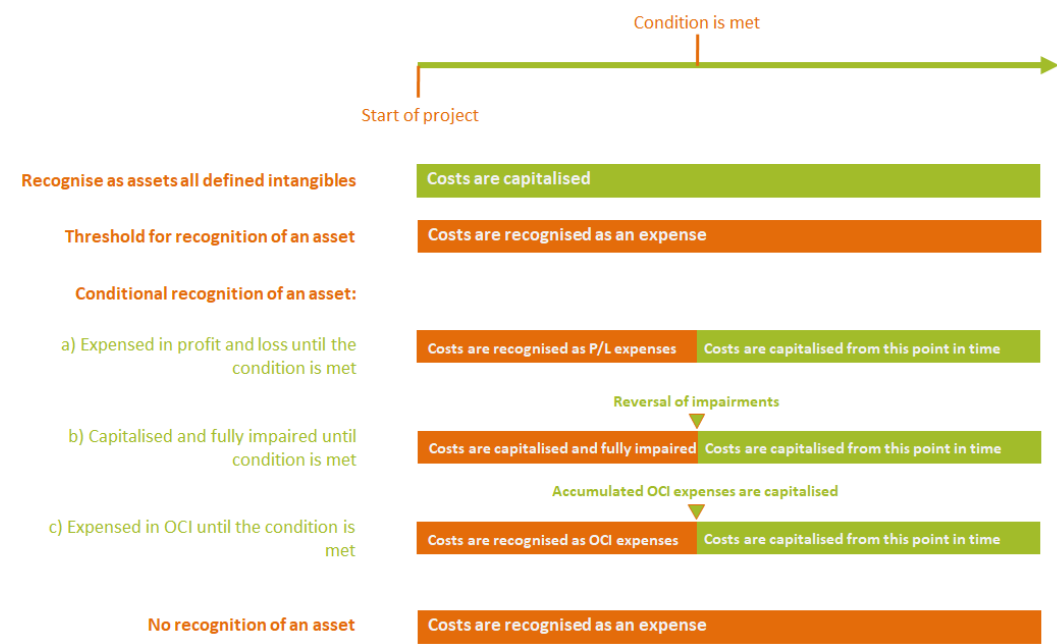 Condition is met
Start of project
Recognise as assets all defined intangibles
Costs are capitalised
Threshold for recognition of an asset
Costs are recognised as an expense
Conditional recognition of an asset:
a) Expensed in profit and loss until the
condition is met
Costs are recognised as P/L expenses
Costs are capitalised from this point in time
Reversal of impairments
b) Capitalised and fully impaired until
condition is met
Costs are capitalised and fully impaired
Costs are capitalised from this point in time
Accumulated OCI expenses are capitalised
c) Expensed in OCI until the condition is
met
Costs are recognised as OCI expenses
Costs are capitalised from this point in time
No recognition of an asset
Costs are recognised as an expense